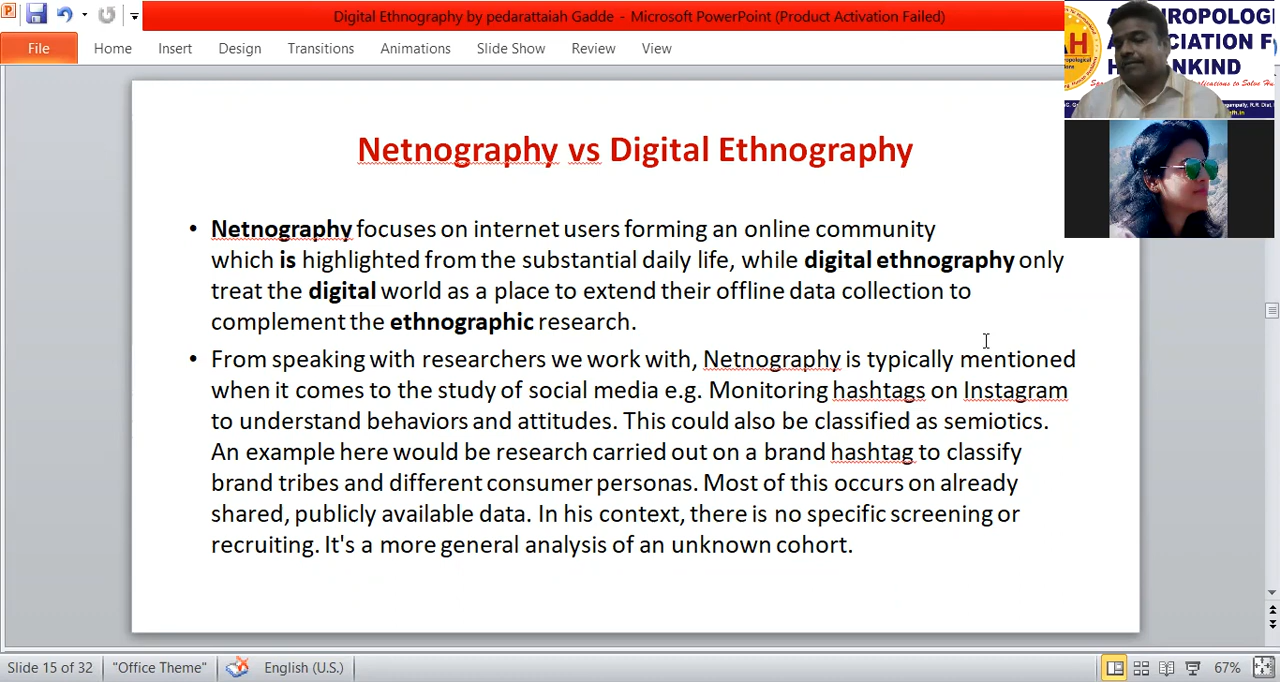 Digital Ethnography by pedarattaiah Gadde - Microsoft PowerPoint (Product Activation Failed)
File Home Insert Design Transitions Animations Slide Show Review View
Netnography vs Digital Ethnography
• Netnography focuses on internet users forming an online community
which is highlighted from the substantial daily life, while digital ethnography only
treat the digital world as a place to extend their offline data collection to
complement the ethnographic research.
• From speaking with researchers we work with, Netnography is typically mentioned
when it comes to the study of social media e.g. Monitoring hashtags on Instagram
to understand behaviors and attitudes. This could also be classified as semiotics.
An example here would be research carried out on a brand hashtag to classify
brand tribes and different consumer personas. Most of this occurs on already
shared, publicly available data. In his context, there is no specific screening or
recruiting. It's a more general analysis of an unknown cohort.
Slide 15 of 32 "Office Theme" English (U.S.) 67%